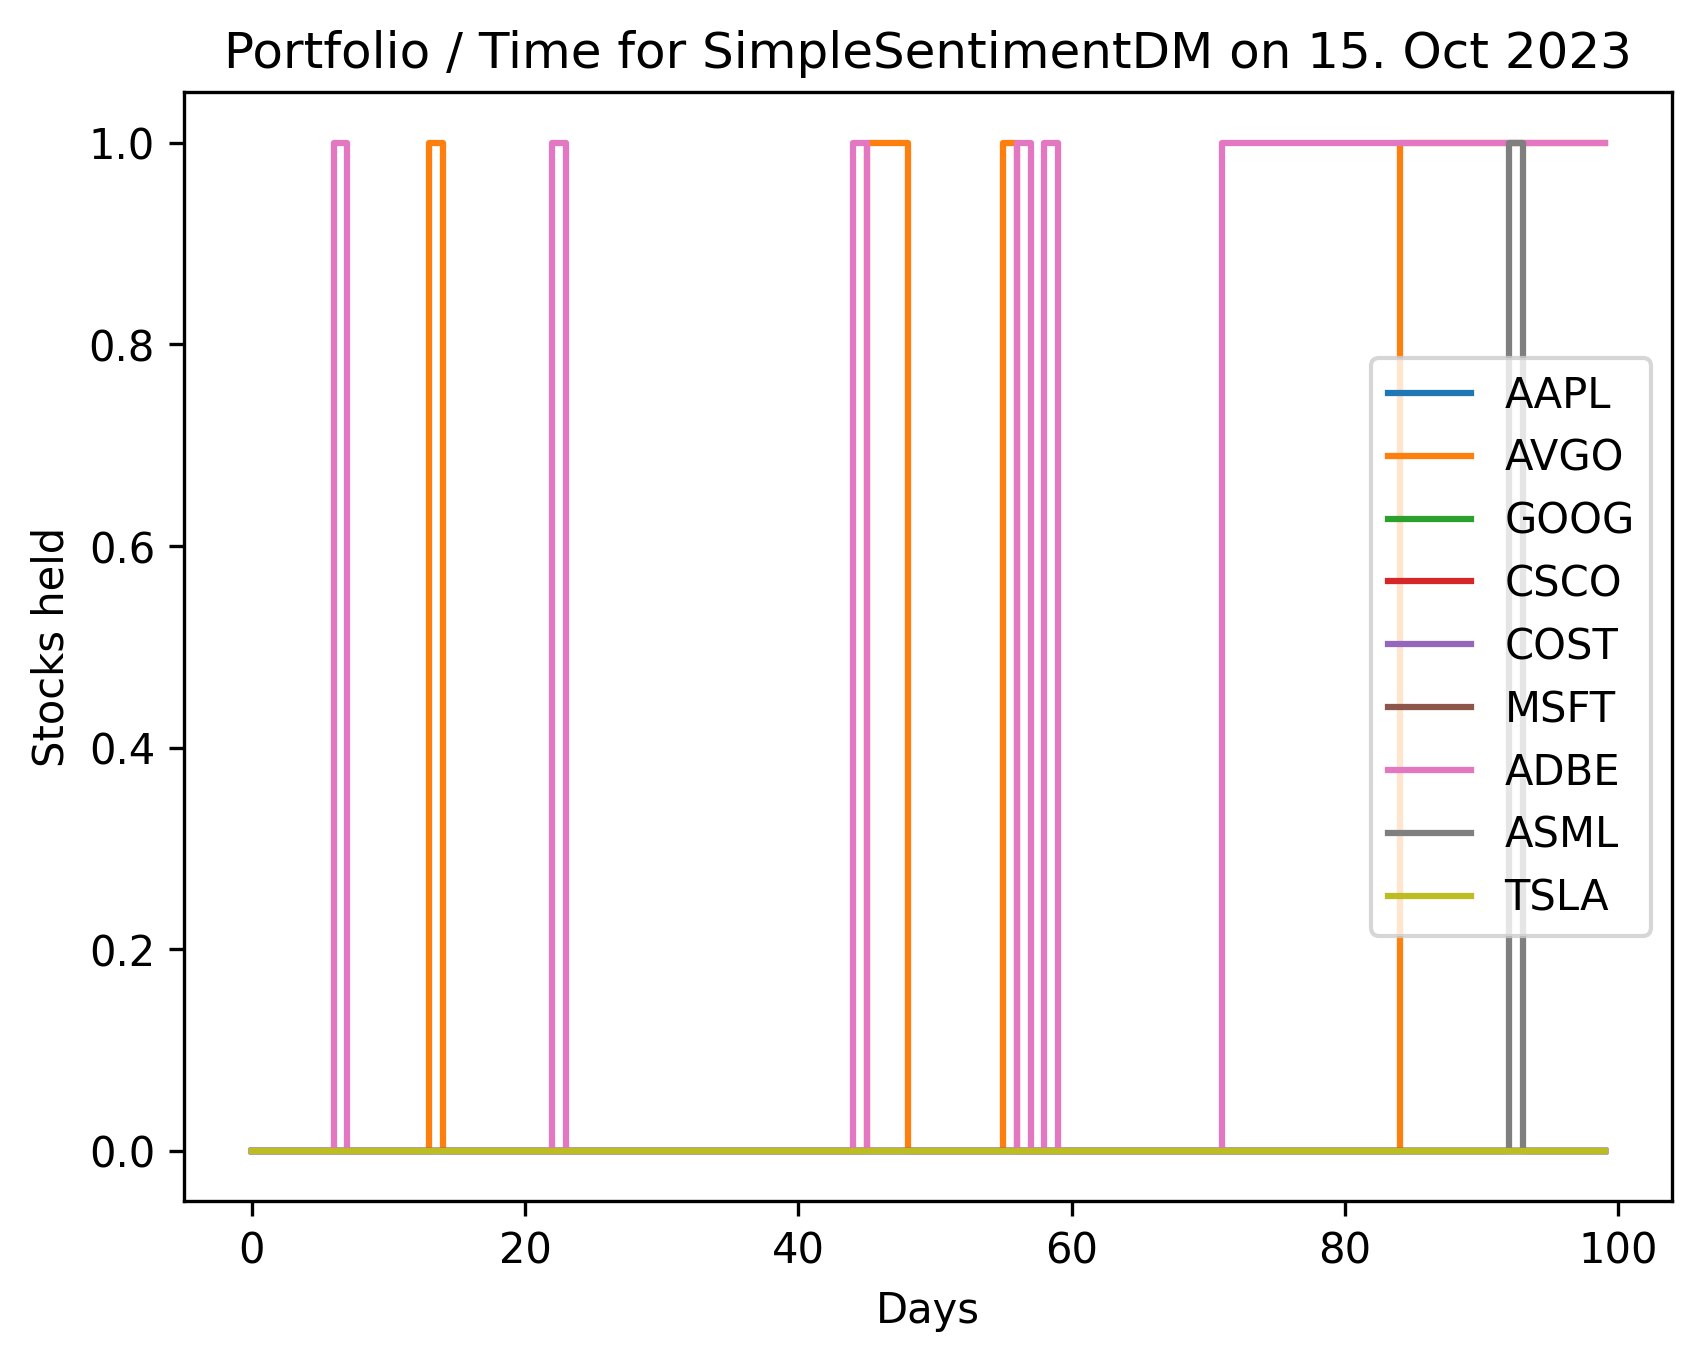 Portfolio / Time for SimpleSentimentDM on 15. Oct 2023
1.0
0.8
0.6
0.4
0.2
0.0
Stocks held
AAPL
AVGO
GOOG
CSCO
COST
MSFT
ADBE
ASML
TSLA
0 20 40 60 80 100
Days